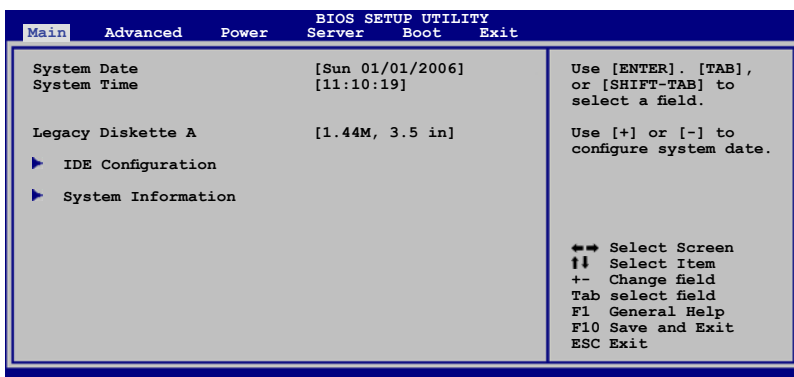 BIOS SETUP UTILITY
Main Advanced Power Server Boot Exit
System Date [Sun 01/01/2006]
System Time [11:10:19]
Legacy Diskette A [1.44M, 3.5 in]
IDE Configuration
System Information
Use [ENTER]. [TAB],
or [SHIFT-TAB] to
select a field.
Use [+] or [-] to
configure system date.
Select Screen
Select Item
+- Change field
Tab select field
F1 General Help
F10 Save and Exit
ESC Exit